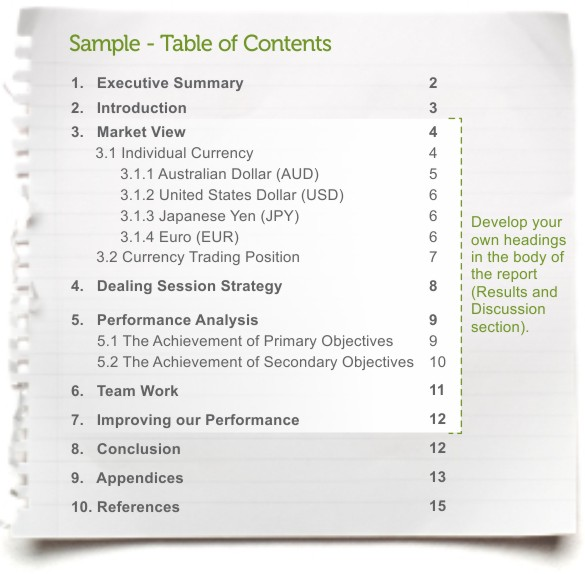 Sample - Table of Contents
1. Executive Summary 2
2. Introduction 3
3. Market View 4
3.1 Individual Currency 4
3.1.1 Australian Dollar (AUD) 5
3.1.2 United States Dollar (USD) 6
3.1.3 Japanese Yen (JPY) 6
3.1.4 Euro (EUR) 6
3.2 Currency Trading Position 7
4. Dealing Session Strategy 8
5. Performance Analysis 9
5.1 The Achievement of Primary Objectives 9
5.2 The Achievement of Secondary Objectives 10
6. Team Work 11
7. Improving our Performance 12
8. Conclusion 12
9. Appendices 13
10. References 15
Develop your
own headings
in the body of
the report
(Results and
Discussion
section).